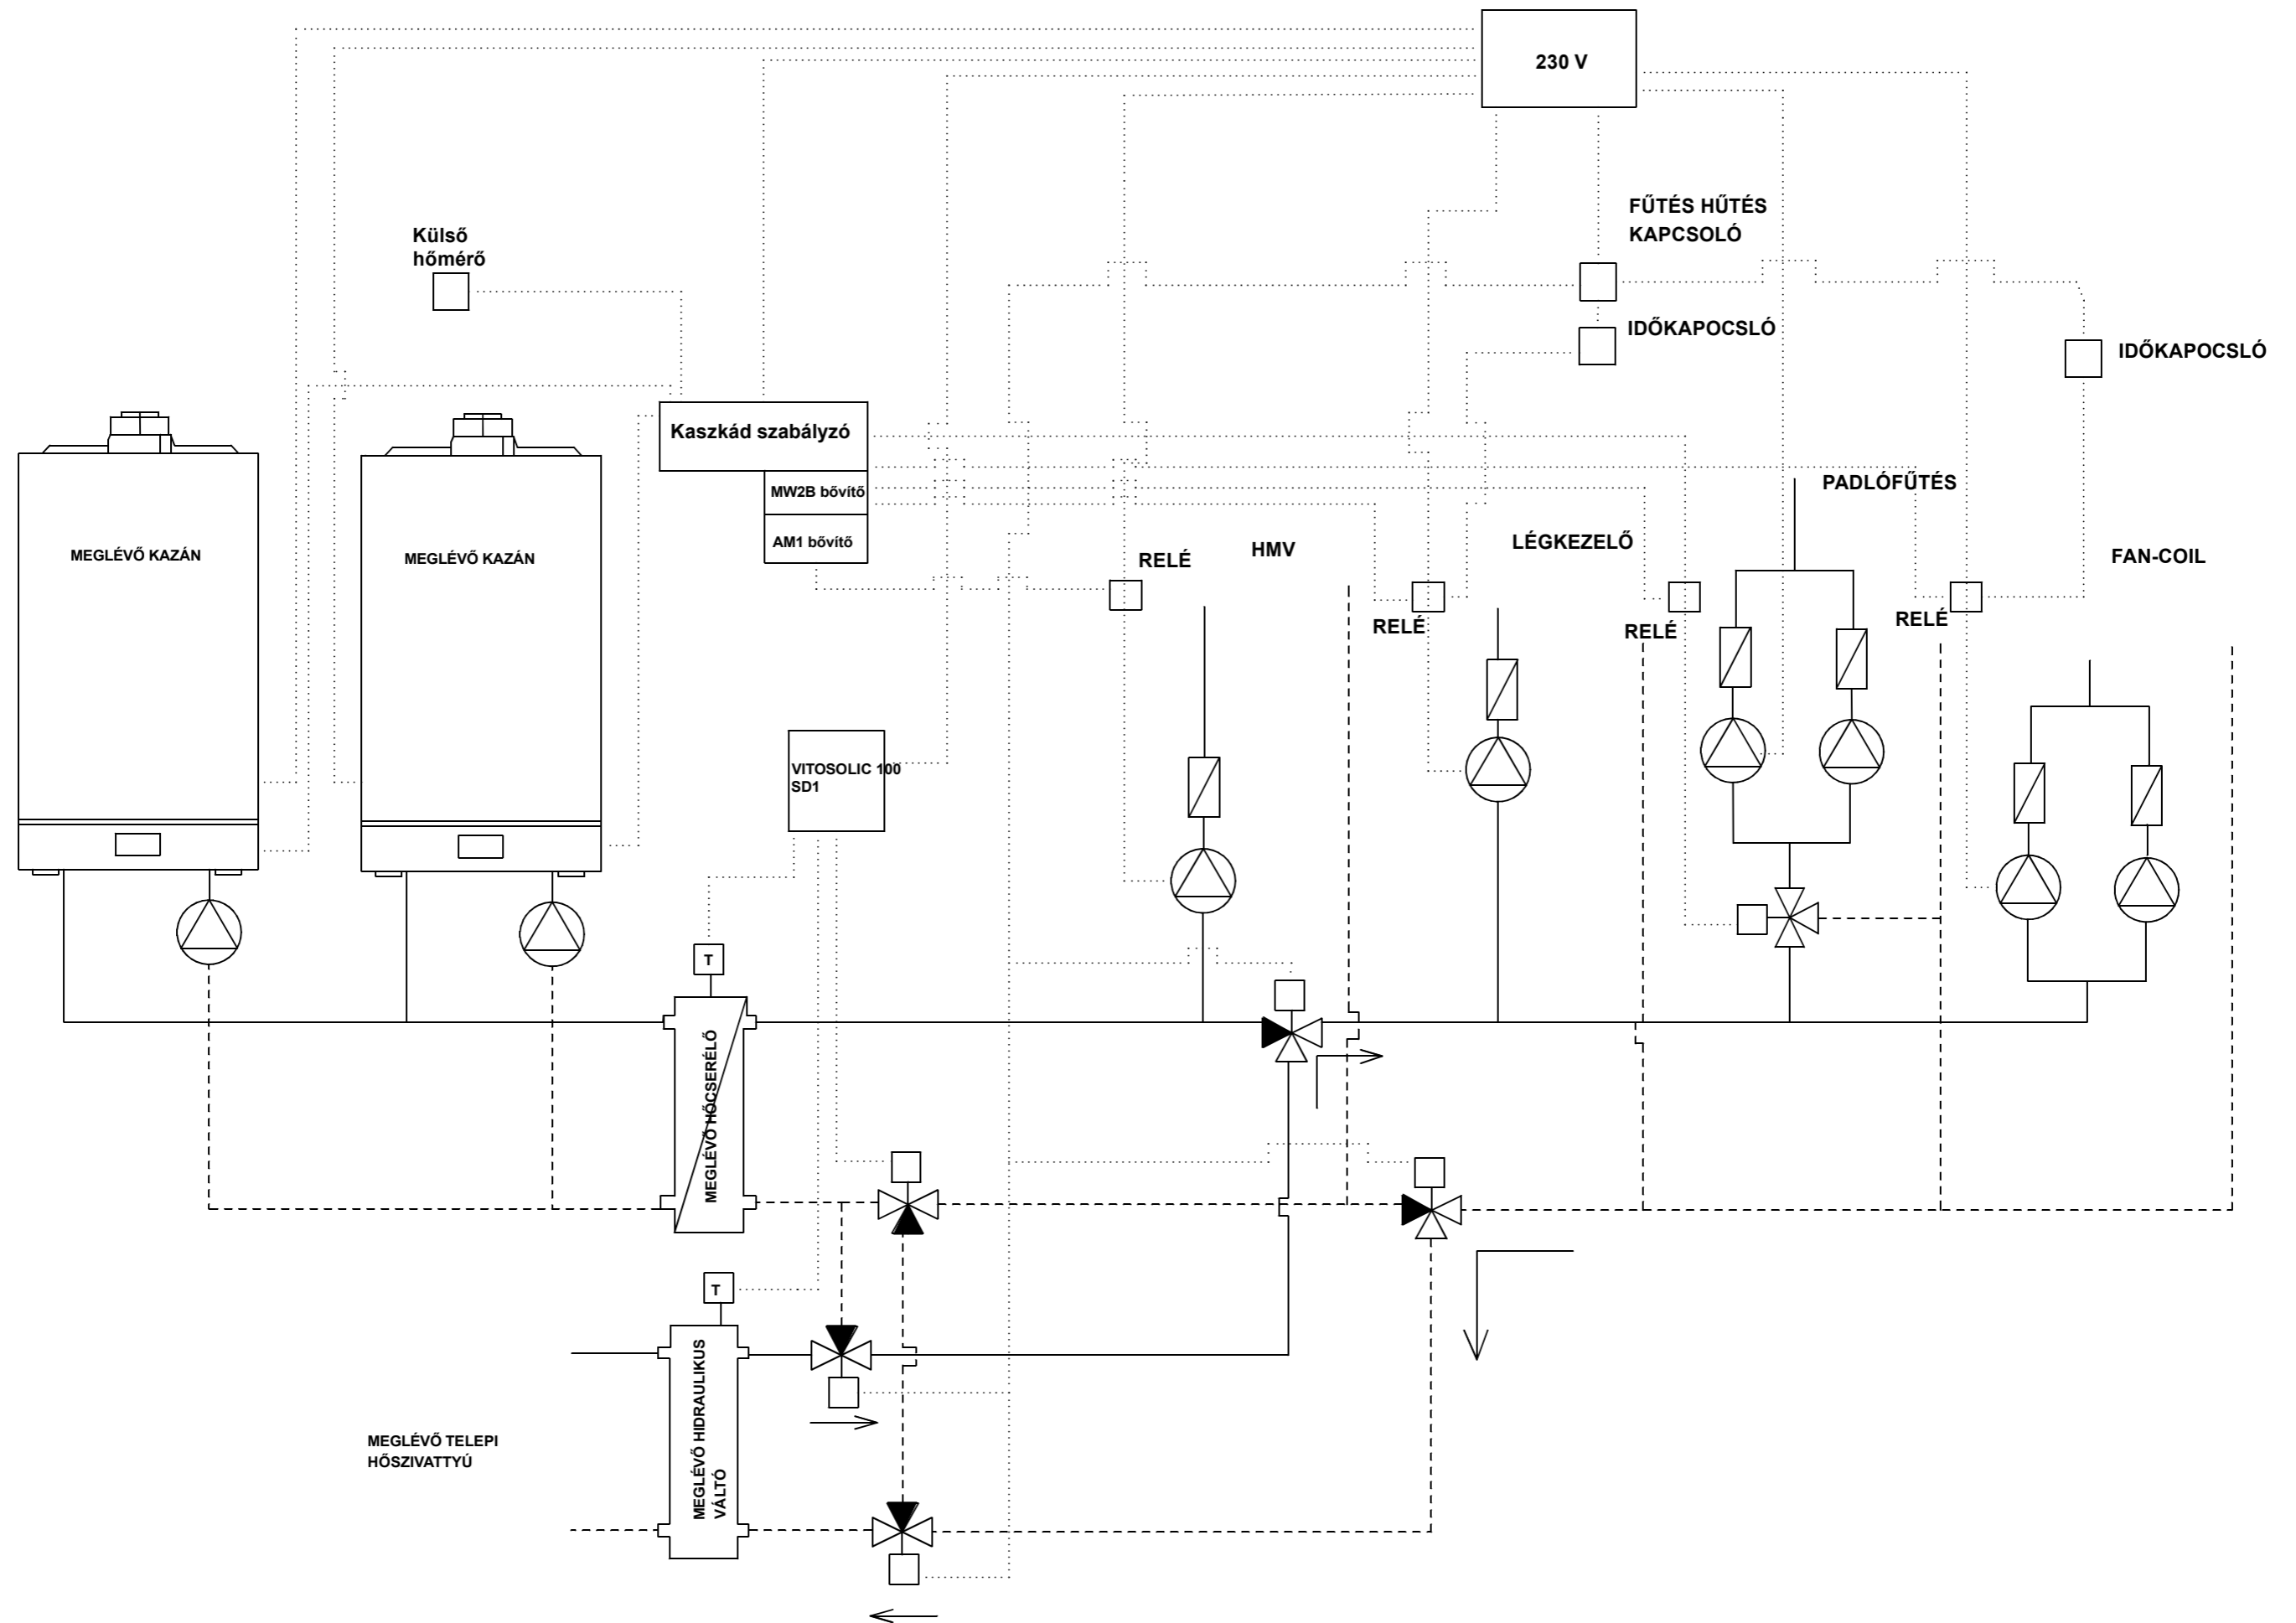 230 V
FŰTÉS HŰTÉS
KAPCSOLÓ
Külső
hőmérő
IDŐKAPOCSLÓ
IDŐKAPOCSLÓ
Kaszkád szabályzó
MW2B bővítő
AM1 bővítő
PADLÓFŰTÉS
MEGLÉVŐ KAZÁN
MEGLÉVŐ KAZÁN
RELÉ
HMV
LÉGKEZELŐ
FAN-COIL
RELÉ
RELÉ
RELÉ
VITOSOLIC 100
SD1
T
MEGLÉVŐ HŐCSERÉLŐ
T
MEGLÉVŐ HIDRAULIKUS
VÁLTÓ
MEGLÉVŐ TELEPI
HŐSZIVATTYÚ